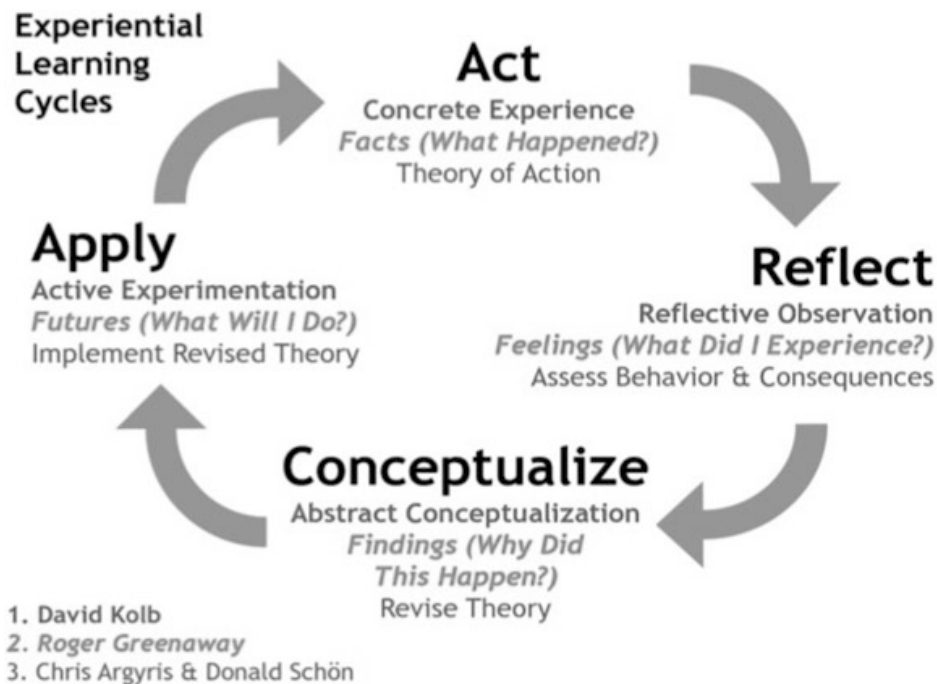 Experiential
Learning
Cycles
Act
Concrete Experience
Facts (What Happened?)
Theory of Action
Reflect
Reflective Observation
Feelings (What Did I Experience?)
Assess Behavior & Consequences
Conceptualize
Abstract Conceptualization
Findings (Why Did
This Happen?)
Revise Theory
Apply
Active Experimentation
Futures (What Will I Do?)
Implement Revised Theory
1. David Kolb
2. Roger Greenaway
3. Chris Argyris & Donald Schön